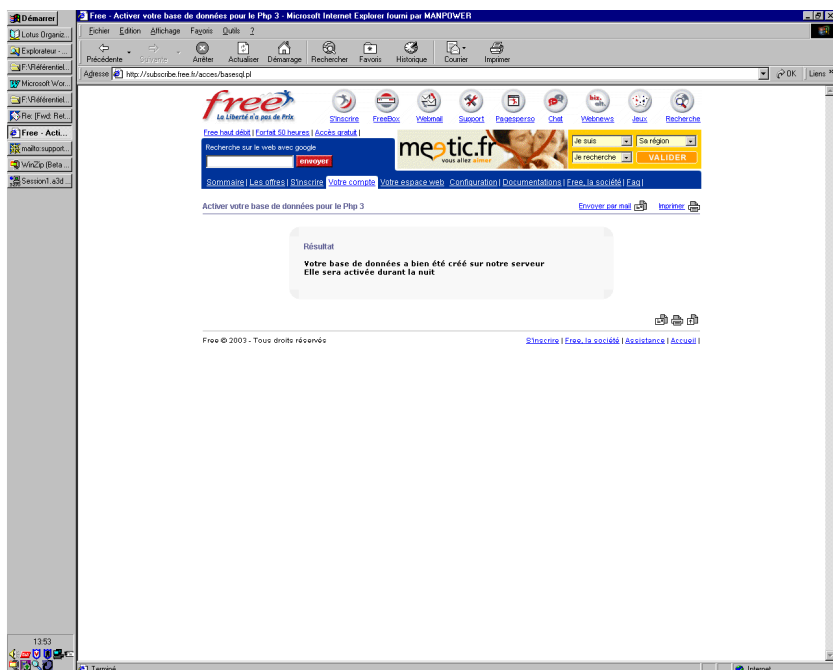 Démarrer
Lotus Organiz...
Explorateur - ...
F:\Référentiel...
Microsoft Wor...
F:\Référentiel...
Re: [Fwd: Ret...
Free - Acti...
mailto:support...
WinZip (Beta ...
Session1.a3d ...
13:53
Free - Activer votre base de données pour le Php 3 - Microsoft Internet Explorer fourni par MANPOWER
Fichier Edition Affichage Favoris Outils ?
Précédente Suivante Arrêter Actualiser Démarrage Rechercher Favoris Historique Courrier Imprimer
Adresse http://subscribe.free.fr/acces/basesql.pl OK Liens »
free
La Liberté n'a pas de Prix
S'inscrire FreeBox Webmail Support Pagesperso Chat Webnews Jeux Recherche
Free haut débit | Forfait 50 heures | Accès gratuit |
Recherche sur le web avec google
envoyer
meetic.fr
vous allez aimer
Je suis Sa région
Je recherche VALIDER
Sommaire | Les offres | S'inscrire Votre compte Votre espace web Configuration | Documentations | Free, la société | Faq |
Activer votre base de données pour le Php 3 Envoyer par mail Imprimer
Résultat
Votre base de données a bien été créé sur notre serveur
Elle sera activée durant la nuit
Free © 2003 - Tous droits réservés S'inscrire | Free, la société | Assistance | Accueil |
Terminé Internet